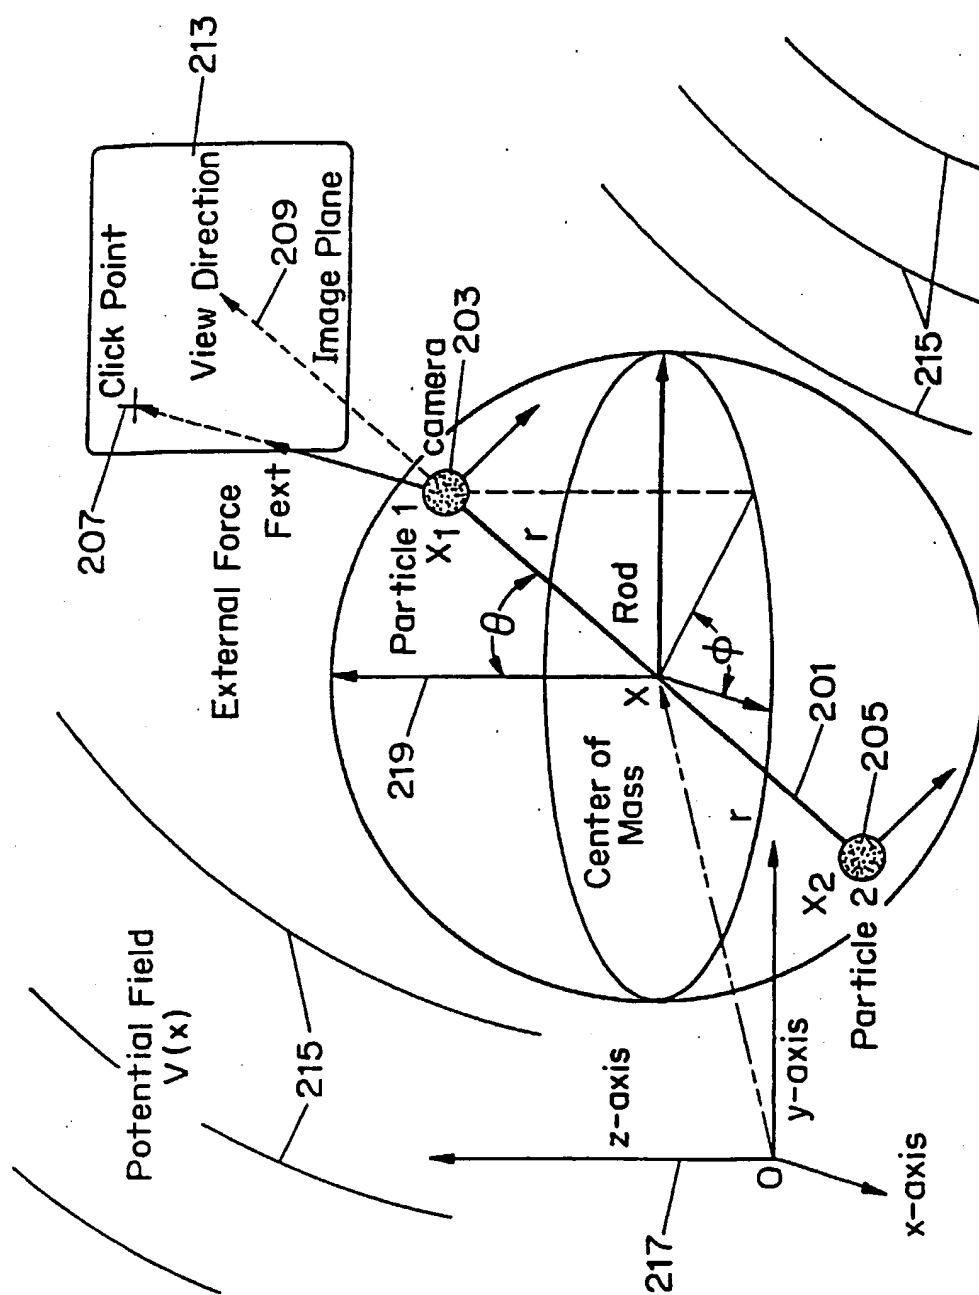 213
Click Point
View Direction
209
Image Plane
207
External Force
Fext
camera
203
Particle 1
X1
θ
r
219
Rod
X
ϕ
Center of
Mass
r
201
205
X2
Particle 2
Potential Field
V(x)
215
215
z-axis
y-axis
O
x-axis
217